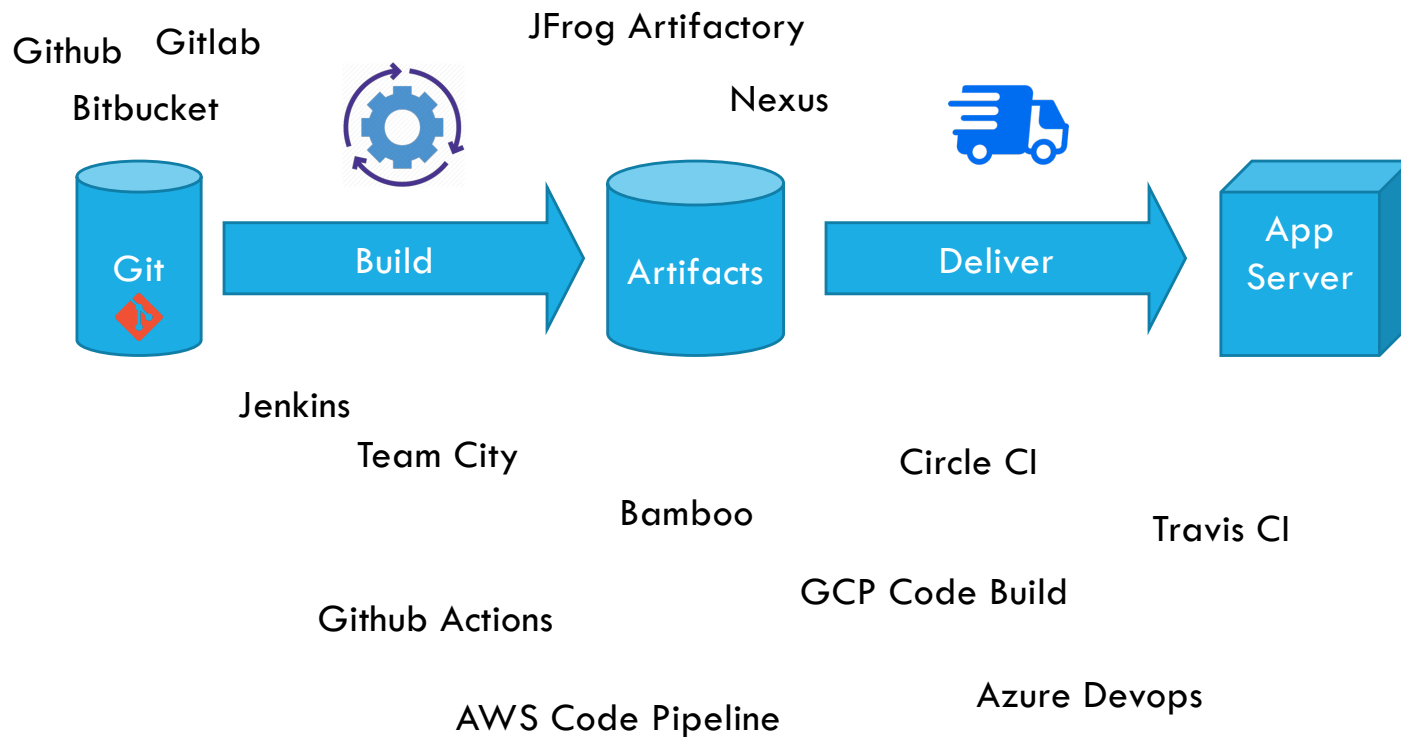 JFrog Artifactory
Github
Gitlab
Bitbucket
Nexus
Git
Build
Artifacts
Deliver
App
Server
Jenkins
Team City
Circle CI
Bamboo
Travis CI
GCP Code Build
Github Actions
Azure Devops
AWS Code Pipeline